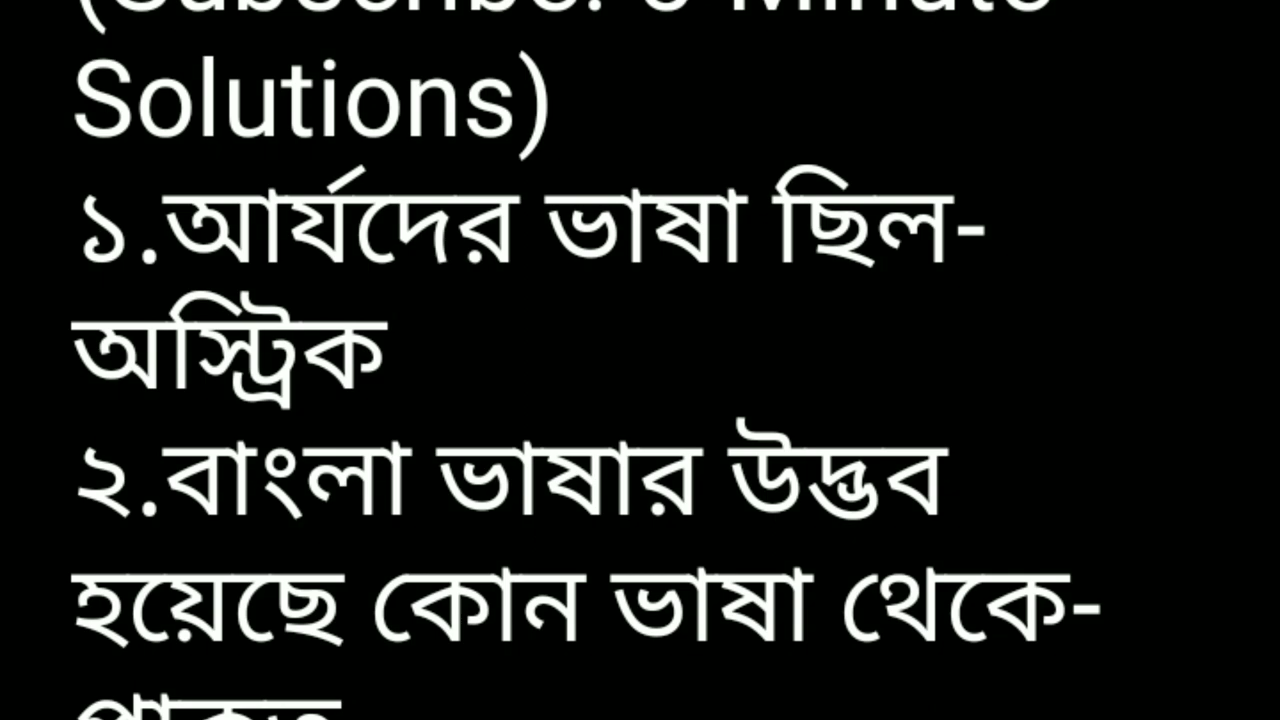 Solutions)
১.আর্যদের ভাষা ছিল-
অস্ট্রিক
২.বাংলা ভাষার উদ্ভব
হয়েছে কোন ভাষা থেকে-